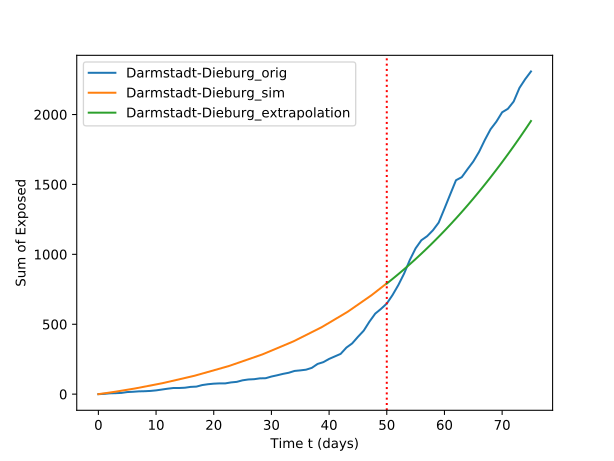 Darmstadt-Dieburg_orig
Darmstadt-Dieburg_sim
Darmstadt-Dieburg_extrapolation
Sum of Exposed
2000
1500
1000
500
0
0 10 20 30 40 50 60 70
Time t (days)